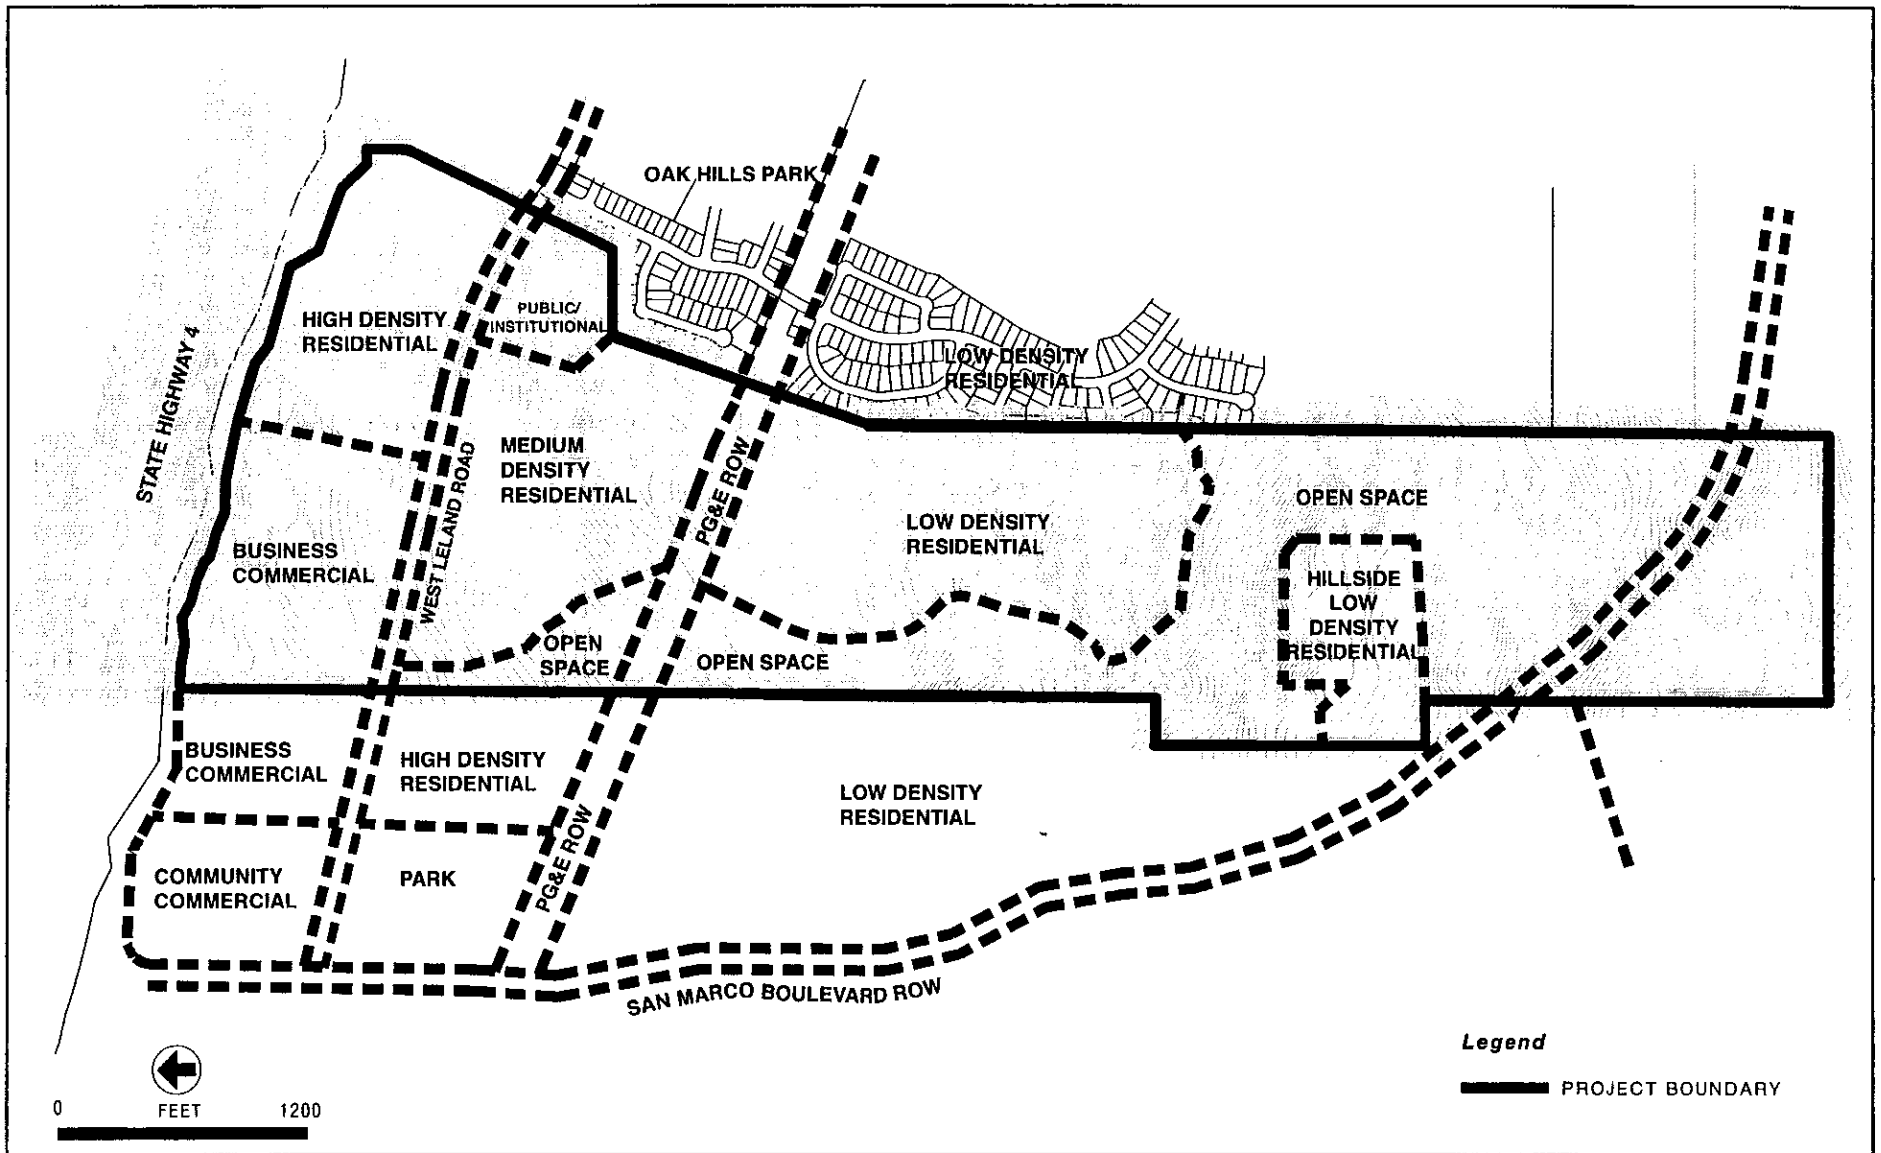 OAK HILLS PARK
PUBLIC/
INSTITUTIONAL
HIGH DENSITY
RESIDENTIAL
STATE HIGHWAY 4
LOW DENSITY
RESIDENTIAL
MEDIUM
DENSITY
RESIDENTIAL
WEST LELAND ROAD
PG&E ROW
BUSINESS
COMMERCIAL
LOW DENSITY
RESIDENTIAL
OPEN SPACE
HILLSIDE
LOW
DENSITY
RESIDENTIAL
OPEN
SPACE
OPEN SPACE
BUSINESS
COMMERCIAL
HIGH DENSITY
RESIDENTIAL
LOW DENSITY
RESIDENTIAL
COMMUNITY
COMMERCIAL
PARK
PG&E ROW
SAN MARCO BOULEVARD ROW
Legend
PROJECT BOUNDARY
0 FEET 1200